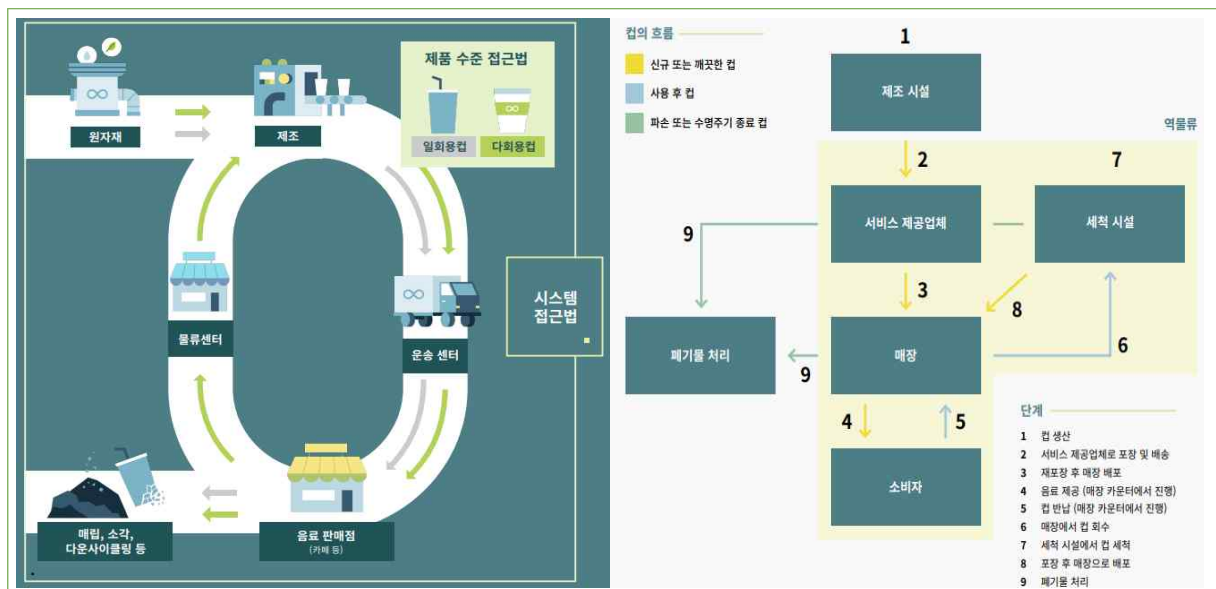 제품 수준 접근법
일회용컵
다회용컵
원자재
제조
시스템
접근법
물류센터
운송 센터
매립, 소각,
다운사이클링 등
음료 판매점
(카페 등)
컵의 흐름
신규 또는 깨끗한 컵
사용 후 컵
파손 또는 수명주기 종료 컵
1
제조 시설
역물류
2
7
서비스 제공업체
세척 시설
9
3
8
폐기물 처리
매장
6
9
4
5
소비자
단계
1 컵 생산
2 서비스 제공업체로 포장 및 배송
3 재포장 후 매장 배포
4 음료 제공 (매장 카운터에서 진행)
5 컵 반납 (매장 카운터에서 진행)
6 매장에서 컵 회수
7 세척 시설에서 컵 세척
8 포장 후 매장으로 배포
9 폐기물 처리